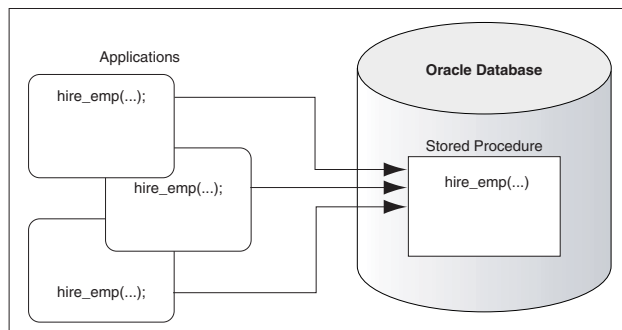 Applications
hire_emp(...);
hire_emp(...);
hire_emp(...);
Oracle Database
Stored Procedure
hire_emp(...)